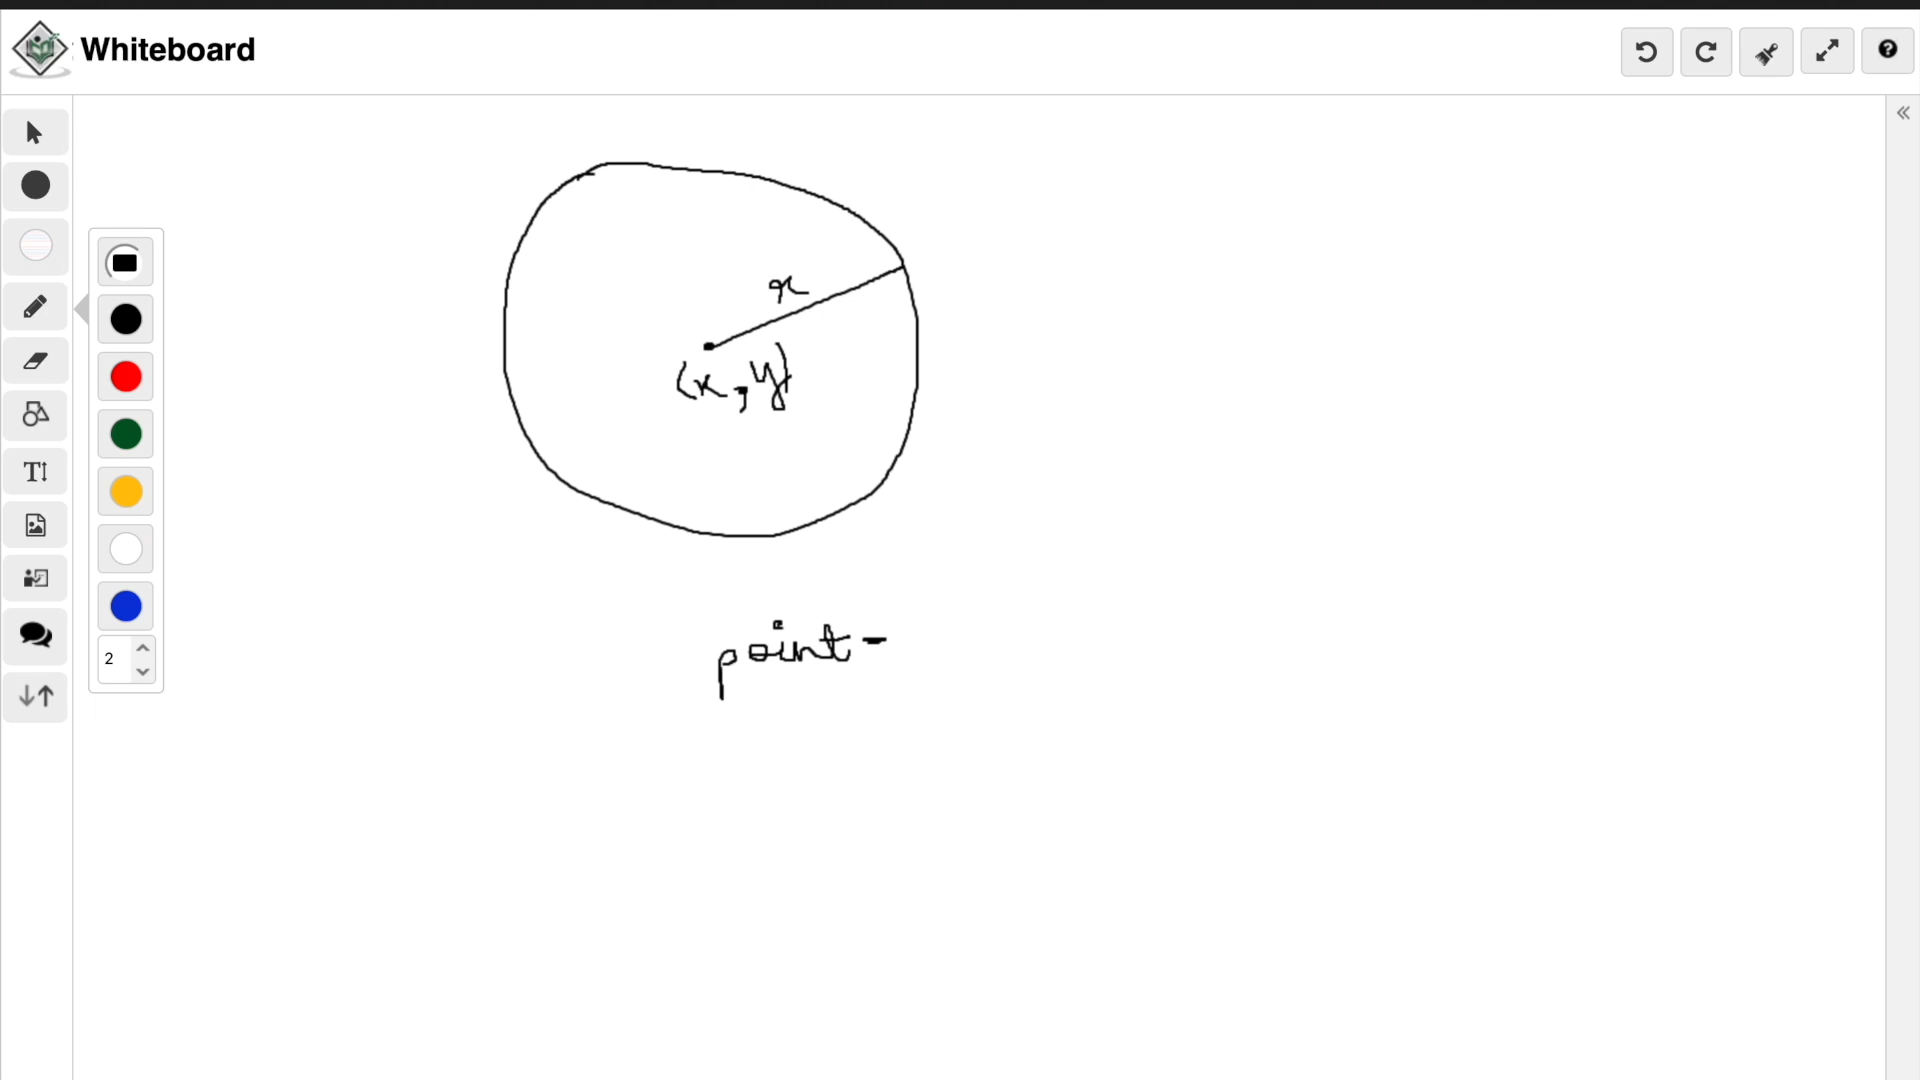 Whiteboard
r
(x, y)
2
point-